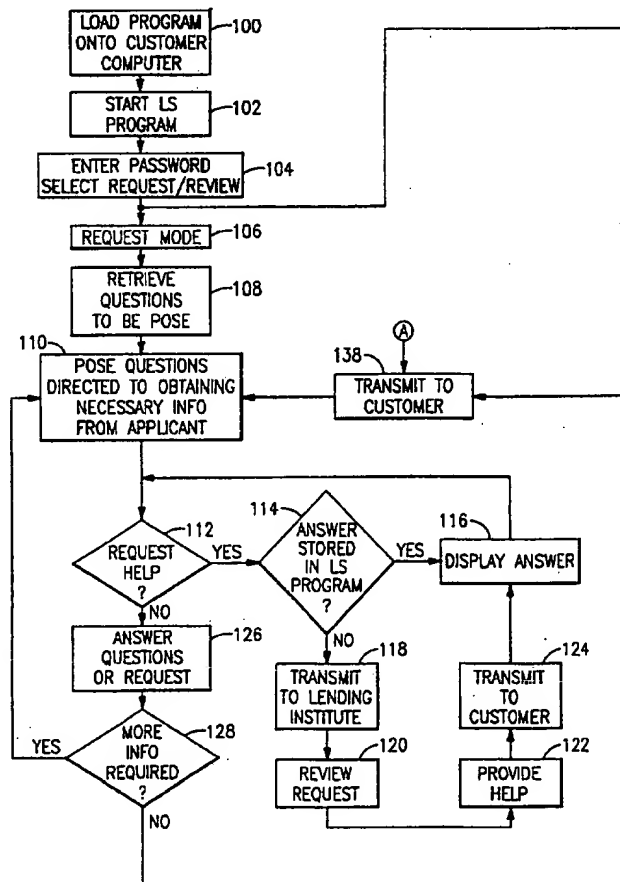 LOAD PROGRAM
ONTO CUSTOMER
COMPUTER
100
START LS
PROGRAM
102
ENTER PASSWORD
SELECT REQUEST/REVIEW
104
REQUEST MODE
106
RETRIEVE
QUESTIONS
TO BE POSE
108
110
POSE QUESTIONS
DIRECTED TO OBTAINING
NECESSARY INFO
FROM APPLICANT
A
138
TRANSMIT TO
CUSTOMER
112
REQUEST
HELP
?
YES
NO
114
ANSWER
STORED
IN LS
PROGRAM
?
YES
NO
116
DISPLAY ANSWER
126
ANSWER
QUESTIONS
OR REQUEST
118
TRANSMIT
TO LENDING
INSTITUTE
124
TRANSMIT
TO
CUSTOMER
128
MORE
INFO
REQUIRED
?
YES
NO
120
REVIEW
REQUEST
122
PROVIDE
HELP